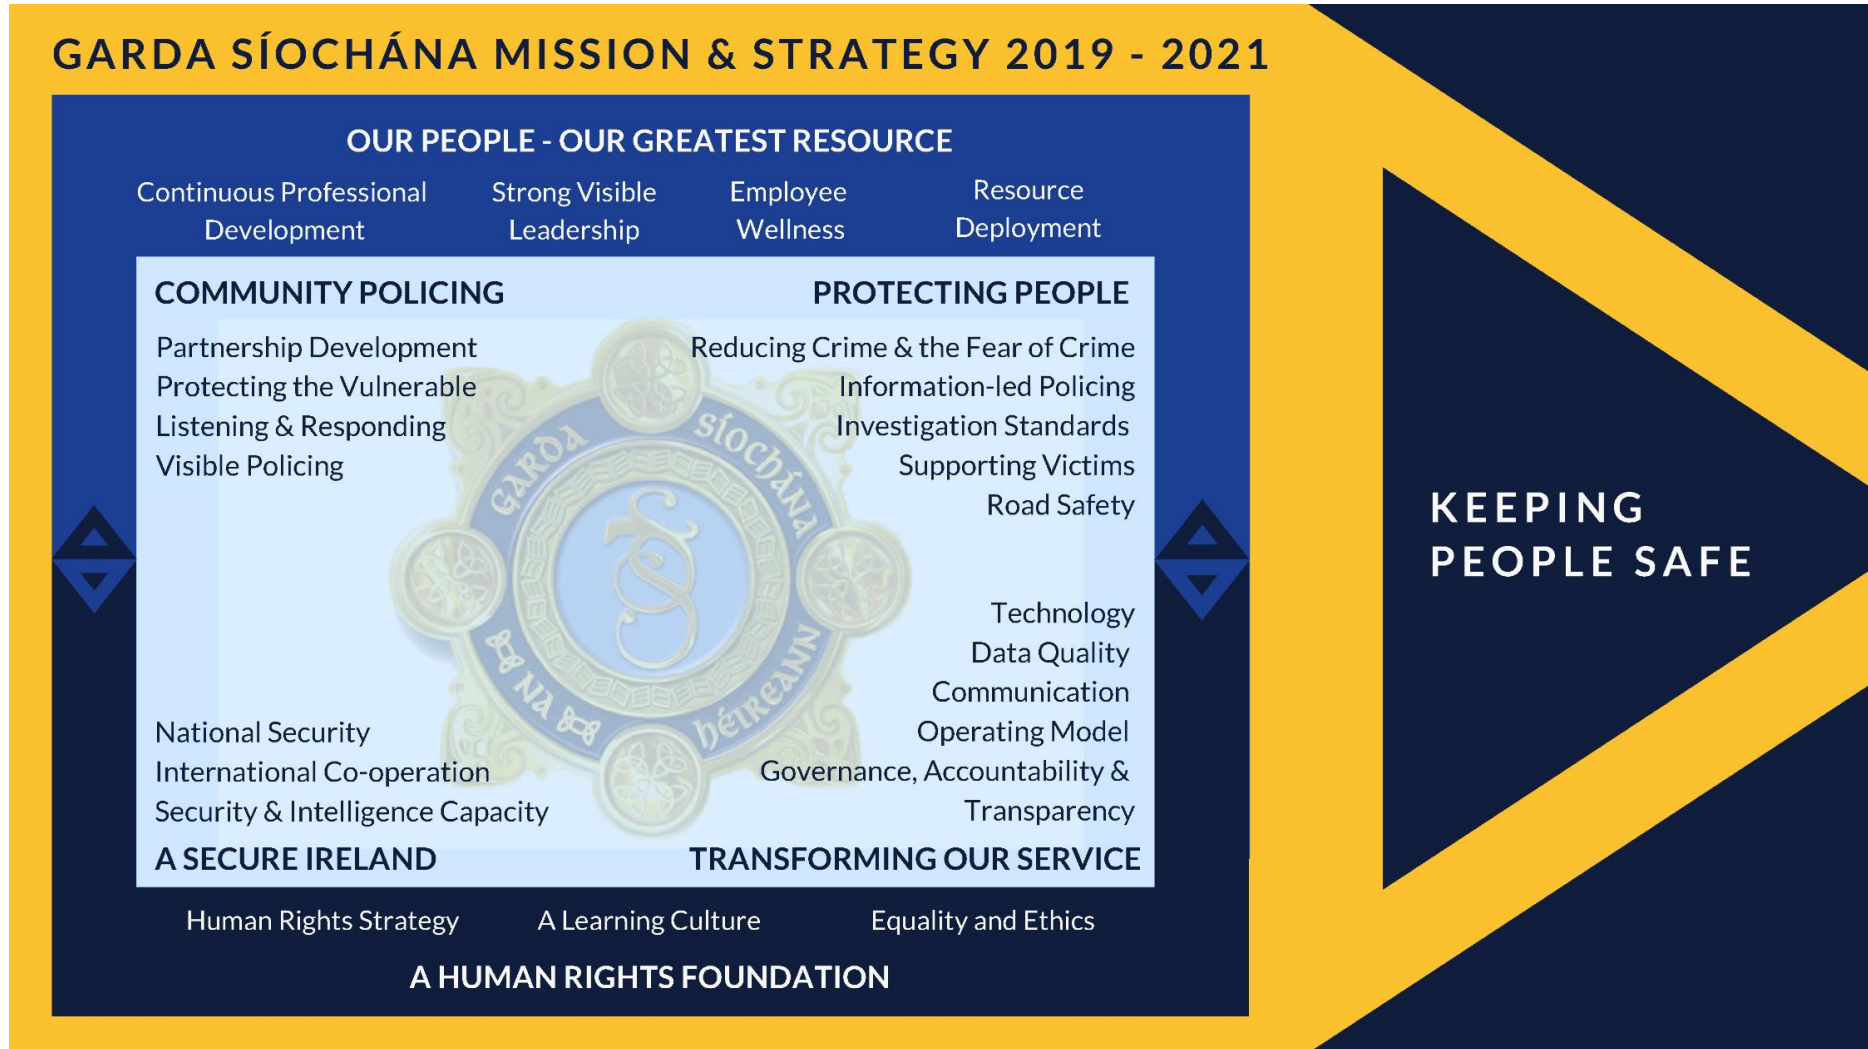 GARDA SÍOCHÁNA MISSION & STRATEGY 2019 - 2021
OUR PEOPLE - OUR GREATEST RESOURCE
Continuous Professional
Development
Strong Visible
Leadership
Employee
Wellness
Resource
Deployment
COMMUNITY POLICING
Partnership Development
Protecting the Vulnerable
Listening & Responding
Visible Policing
PROTECTING PEOPLE
Reducing Crime & the Fear of Crime
Information-led Policing
Investigation Standards
Supporting Victims
Road Safety
GARDA
SÍOCHÁNA
NA
hÉIREANN
National Security
International Co-operation
Security & Intelligence Capacity
A SECURE IRELAND
Technology
Data Quality
Communication
Operating Model
Governance, Accountability &
Transparency
TRANSFORMING OUR SERVICE
Human Rights Strategy
A Learning Culture
Equality and Ethics
A HUMAN RIGHTS FOUNDATION
KEEPING
PEOPLE SAFE